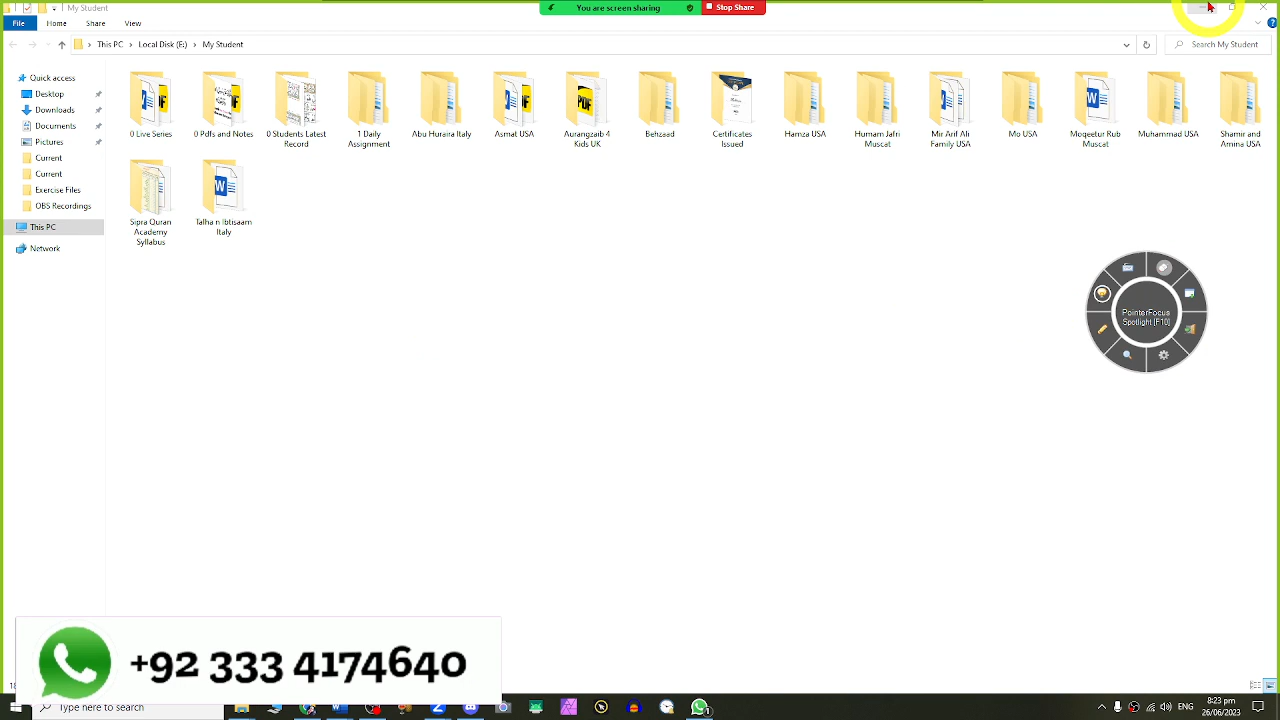 My Student
You are screen sharing
Stop Share
File
Home
Share
View
This PC
Local Disk (E:)
My Student
Search My Student
Quick access
Desktop
Downloads
Documents
Pictures
Current
Current
Exercise Files
OBS Recordings
This PC
Network
0 Live Series
0 Pdfs and Notes
0 Students Latest
Record
1 Daily
Assignment
Abu Huraira Italy
Asmat USA
Aurangzaib 4
Kids UK
Behzaad
Certificates
Issued
Hamza USA
Humam Jafri
Muscat
Mir Arif Ali
Family USA
Mo USA
Moqeetur Rub
Muscat
Muhammad USA
Shamir and
Amina USA
Sipra Quran
Academy
Syllabus
Talha n Ibtisaam
Italy
PointerFocus
Spotlight [F10]
+92 333 4174640
Type here to search
8:23 pm
06/06/2023